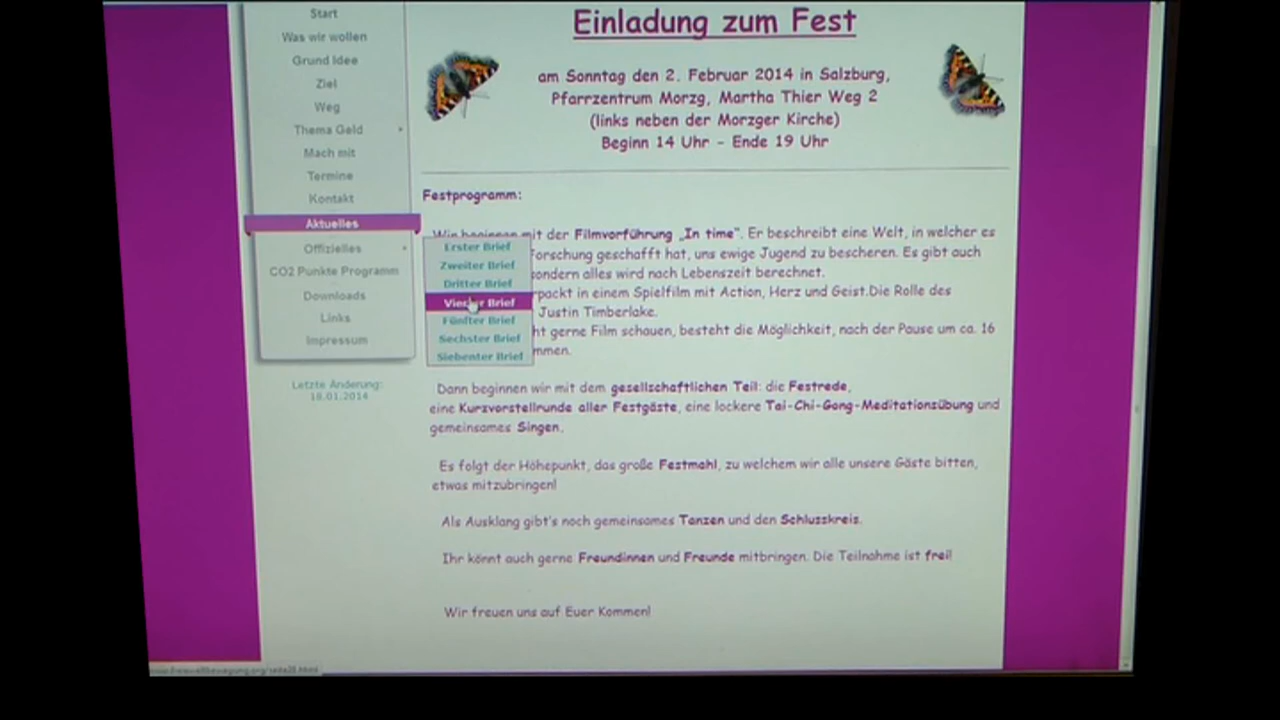 Start
Was wir wollen
Grund Idee
Ziel
Weg
Thema Geld
Mach mit
Termine
Kontakt
Aktuelles
Offizielles
CO2 Punkte Programm
Downloads
Links
Impressum
Letzte Änderung:
18.01.2014
Erster Brief
Zweiter Brief
Dritter Brief
Vierter Brief
Fünfter Brief
Sechster Brief
Siebenter Brief
Einladung zum Fest
am Sonntag den 2. Februar 2014 in Salzburg,
Pfarrzentrum Morzg, Martha Thier Weg 2
(links neben der Morzger Kirche)
Beginn 14 Uhr - Ende 19 Uhr
Festprogramm:
Wir beginnen mit der Filmvorführung „In time“. Er beschreibt eine Welt, in welcher es
Forschung geschafft hat, uns ewige Jugend zu bescheren. Es gibt auch
sondern alles wird nach Lebenszeit berechnet.
packt in einem Spielfilm mit Action, Herz und Geist.Die Rolle des
Justin Timberlake.
ht gerne Film schauen, besteht die Möglichkeit, nach der Pause um ca. 16
mmen.
Dann beginnen wir mit dem gesellschaftlichen Teil: die Festrede,
eine Kurzvorstellrunde aller Festgäste, eine lockere Tai-Chi-Gong-Meditationsübung und
gemeinsames Singen.
Es folgt der Höhepunkt, das große Festmahl, zu welchem wir alle unsere Gäste bitten,
etwas mitzubringen!
Als Ausklang gibt's noch gemeinsames Tanzen und den Schlusskreis.
Ihr könnt auch gerne Freundinnen und Freunde mitbringen. Die Teilnahme ist frei!
Wir freuen uns auf Euer Kommen!